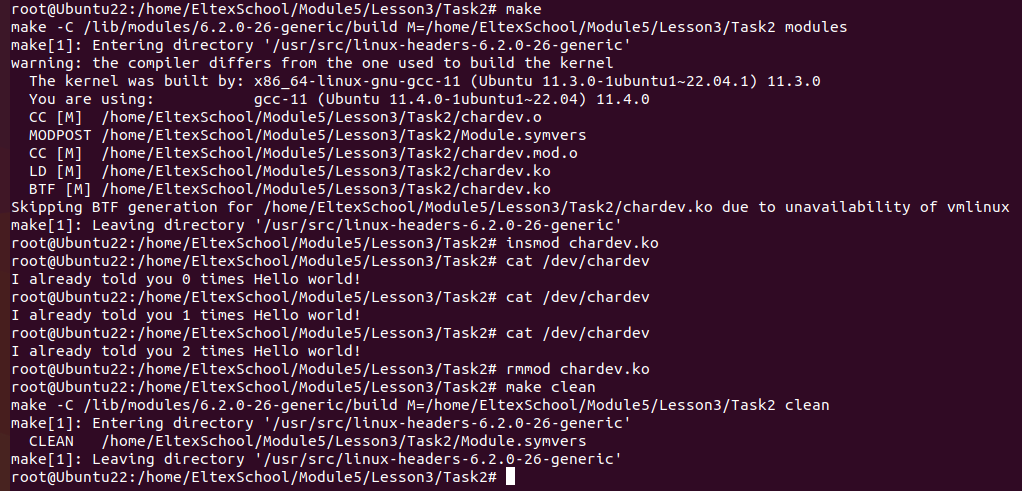 root@Ubuntu22:/home/EltexSchool/Module5/Lesson3/Task2# make
make -C /lib/modules/6.2.0-26-generic/build M=/home/EltexSchool/Module5/Lesson3/Task2 modules
make[1]: Entering directory '/usr/src/linux-headers-6.2.0-26-generic'
warning: the compiler differs from the one used to build the kernel
  The kernel was built by: x86_64-linux-gnu-gcc-11 (Ubuntu 11.3.0-1ubuntu1~22.04.1) 11.3.0
  You are using:           gcc-11 (Ubuntu 11.4.0-1ubuntu1~22.04) 11.4.0
  CC [M]  /home/EltexSchool/Module5/Lesson3/Task2/chardev.o
  MODPOST /home/EltexSchool/Module5/Lesson3/Task2/Module.symvers
  CC [M]  /home/EltexSchool/Module5/Lesson3/Task2/chardev.mod.o
  LD [M]  /home/EltexSchool/Module5/Lesson3/Task2/chardev.ko
  BTF [M] /home/EltexSchool/Module5/Lesson3/Task2/chardev.ko
Skipping BTF generation for /home/EltexSchool/Module5/Lesson3/Task2/chardev.ko due to unavailability of vmlinux
make[1]: Leaving directory '/usr/src/linux-headers-6.2.0-26-generic'
root@Ubuntu22:/home/EltexSchool/Module5/Lesson3/Task2# insmod chardev.ko
root@Ubuntu22:/home/EltexSchool/Module5/Lesson3/Task2# cat /dev/chardev
I already told you 0 times Hello world!
root@Ubuntu22:/home/EltexSchool/Module5/Lesson3/Task2# cat /dev/chardev
I already told you 1 times Hello world!
root@Ubuntu22:/home/EltexSchool/Module5/Lesson3/Task2# cat /dev/chardev
I already told you 2 times Hello world!
root@Ubuntu22:/home/EltexSchool/Module5/Lesson3/Task2# rmmod chardev.ko
root@Ubuntu22:/home/EltexSchool/Module5/Lesson3/Task2# make clean
make -C /lib/modules/6.2.0-26-generic/build M=/home/EltexSchool/Module5/Lesson3/Task2 clean
make[1]: Entering directory '/usr/src/linux-headers-6.2.0-26-generic'
  CLEAN   /home/EltexSchool/Module5/Lesson3/Task2/Module.symvers
make[1]: Leaving directory '/usr/src/linux-headers-6.2.0-26-generic'
root@Ubuntu22:/home/EltexSchool/Module5/Lesson3/Task2#